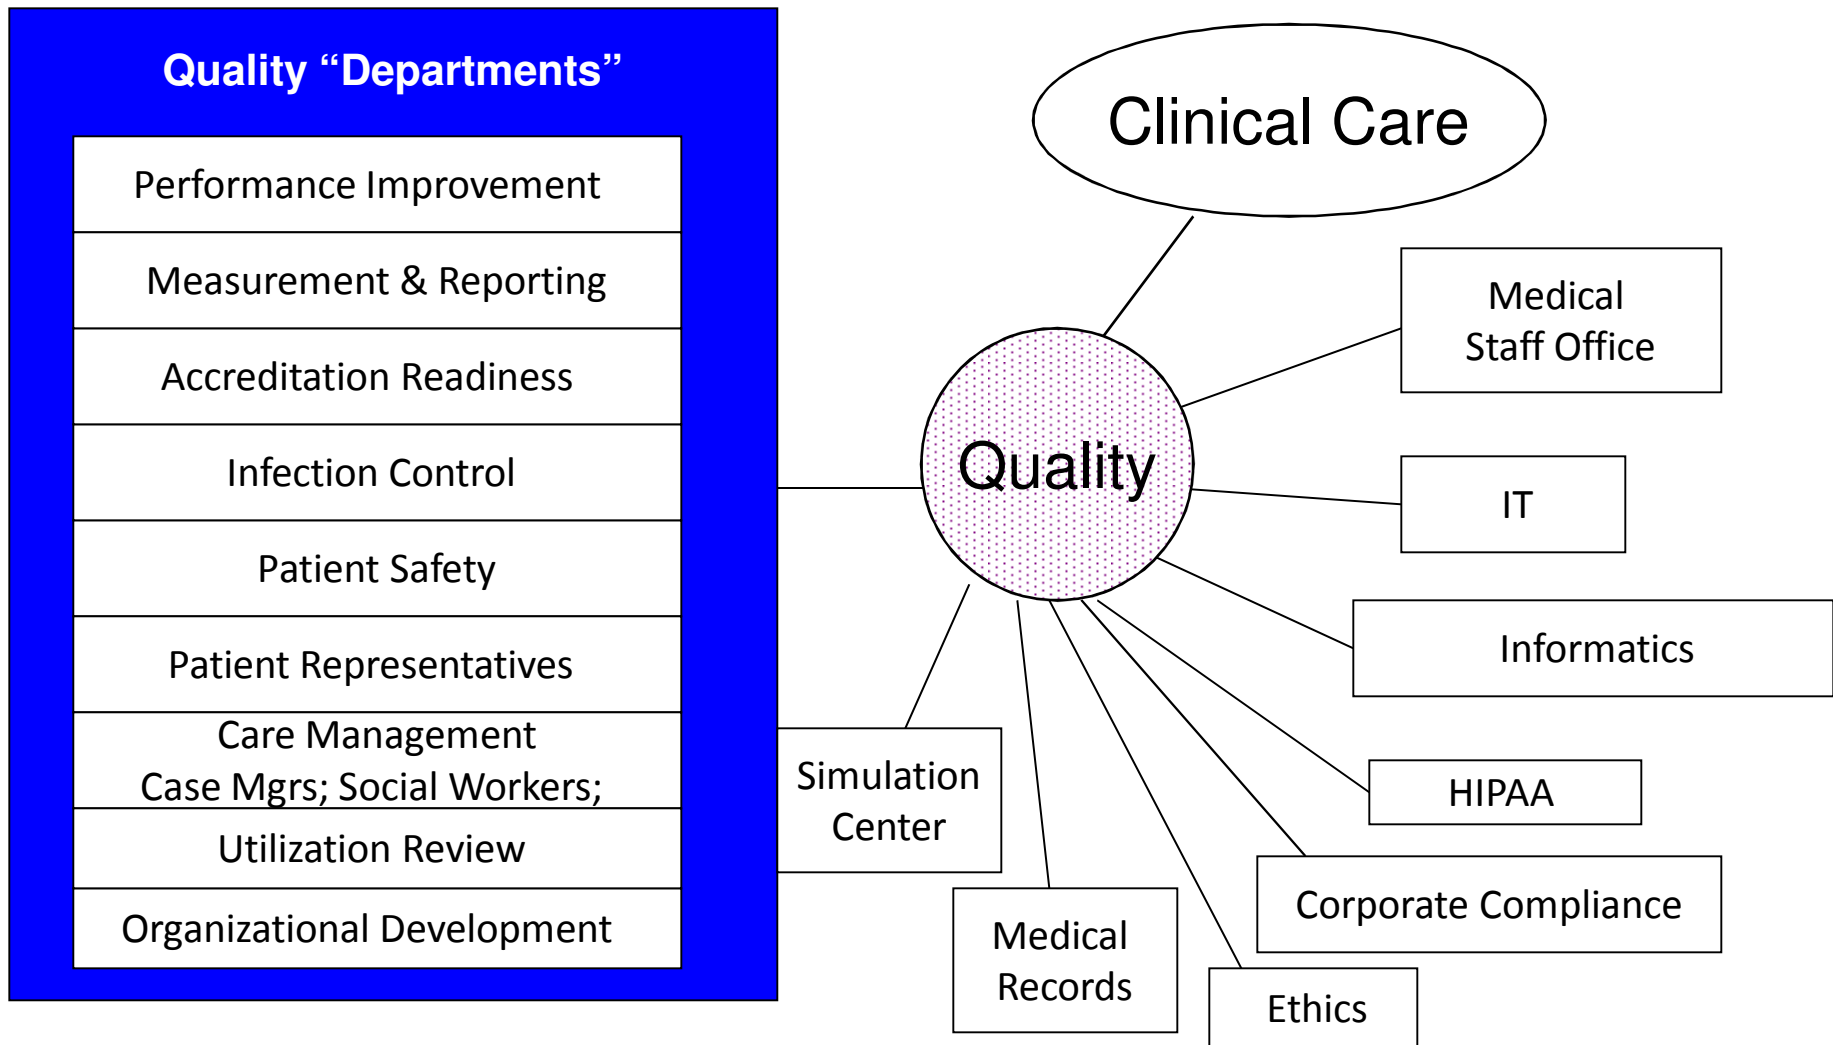 Quality “Departments”
Performance Improvement
Measurement & Reporting
Accreditation Readiness
Infection Control
Patient Safety
Patient Representatives
Care Management
Case Mgrs; Social Workers;
Utilization Review
Organizational Development
Clinical Care
Quality
Medical
Staff Office
IT
Informatics
HIPAA
Corporate Compliance
Ethics
Medical
Records
Simulation
Center